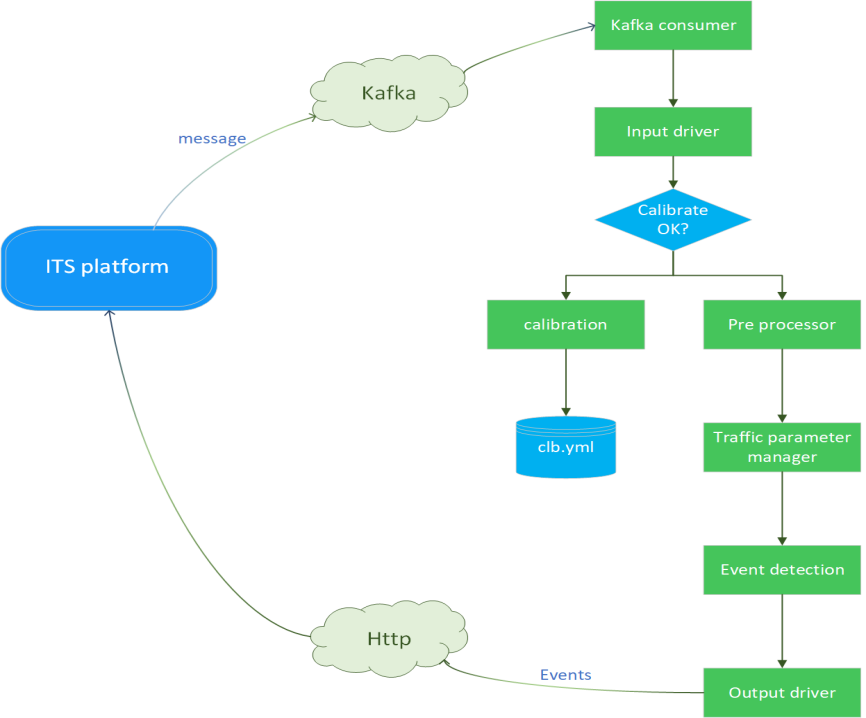 Kafka consumer
Kafka
message
Input driver
Calibrate
OK?
ITS platform
calibration
Pre processor
clb.yml
Traffic parameter
manager
Event detection
Http
Events
Output driver